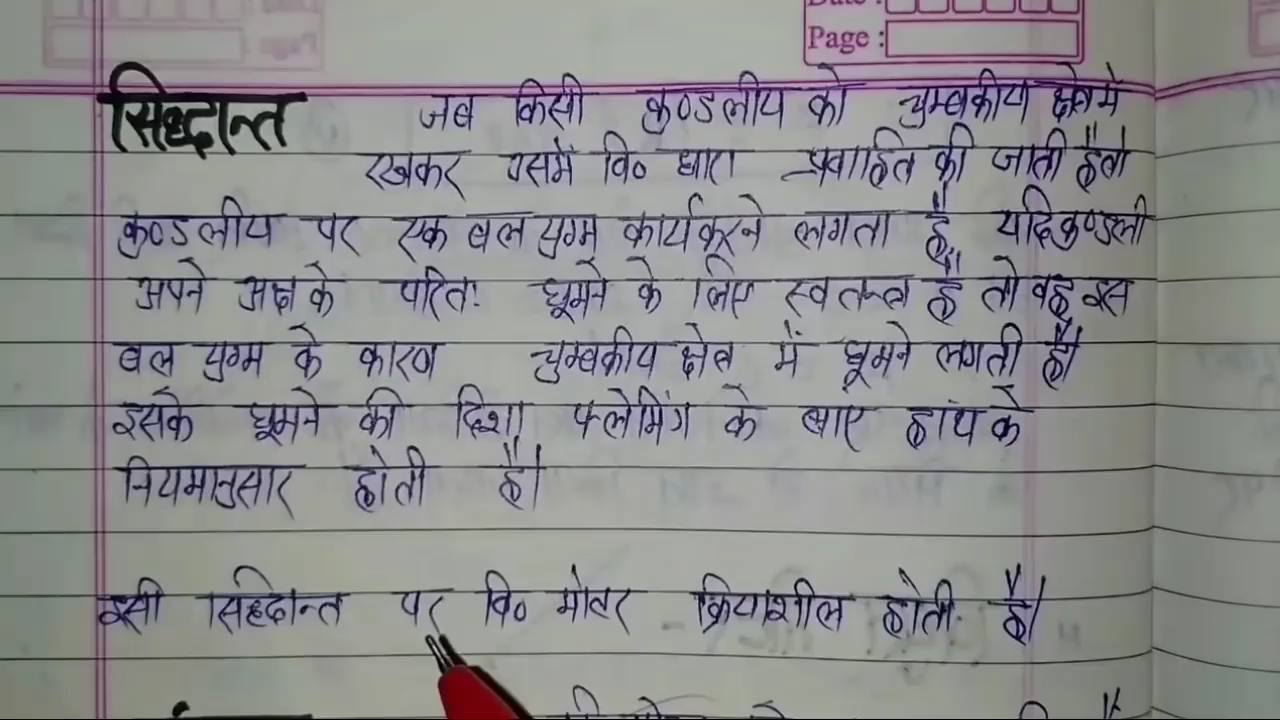 Page :
सिध्दान्त जब किसी कुण्डलीय को चुम्बकीय क्षेत्र मे
रखकर उसमें वि० धारा प्रवाहित की जाती है तो
कुण्डलीय पर एक बल युग्म कार्य करने लगता है, यदि कुण्डली
अपने अक्ष के परितः घूमने के लिए स्वतन्त्र है तो वह इस
बल युग्म के कारण चुम्बकीय क्षेत्र में घूमने लगती है।
इसके घूमने की दिशा फ्लेमिंग के बाएं हाथ के
नियमानुसार होती है।
इसी सिध्दान्त पर वि० मोटर क्रियाशील होती है।